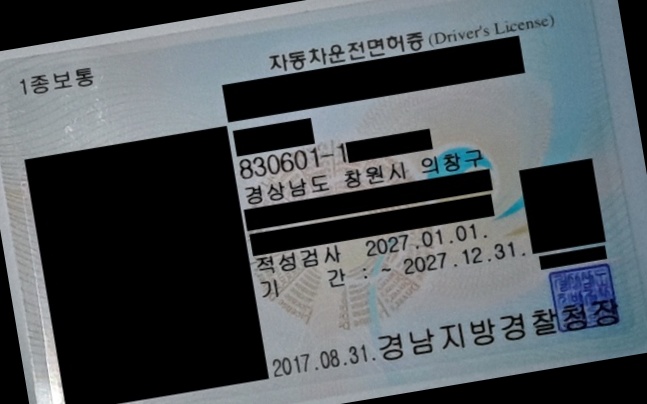 1종보통
자동차운전면허증 (Driver's License)
830601-1
경상남도 창원시 의창구
적성검사 2027.01.01.
기 간 : ~ 2027.12.31.
2017.08.31. 경남지방경찰청장